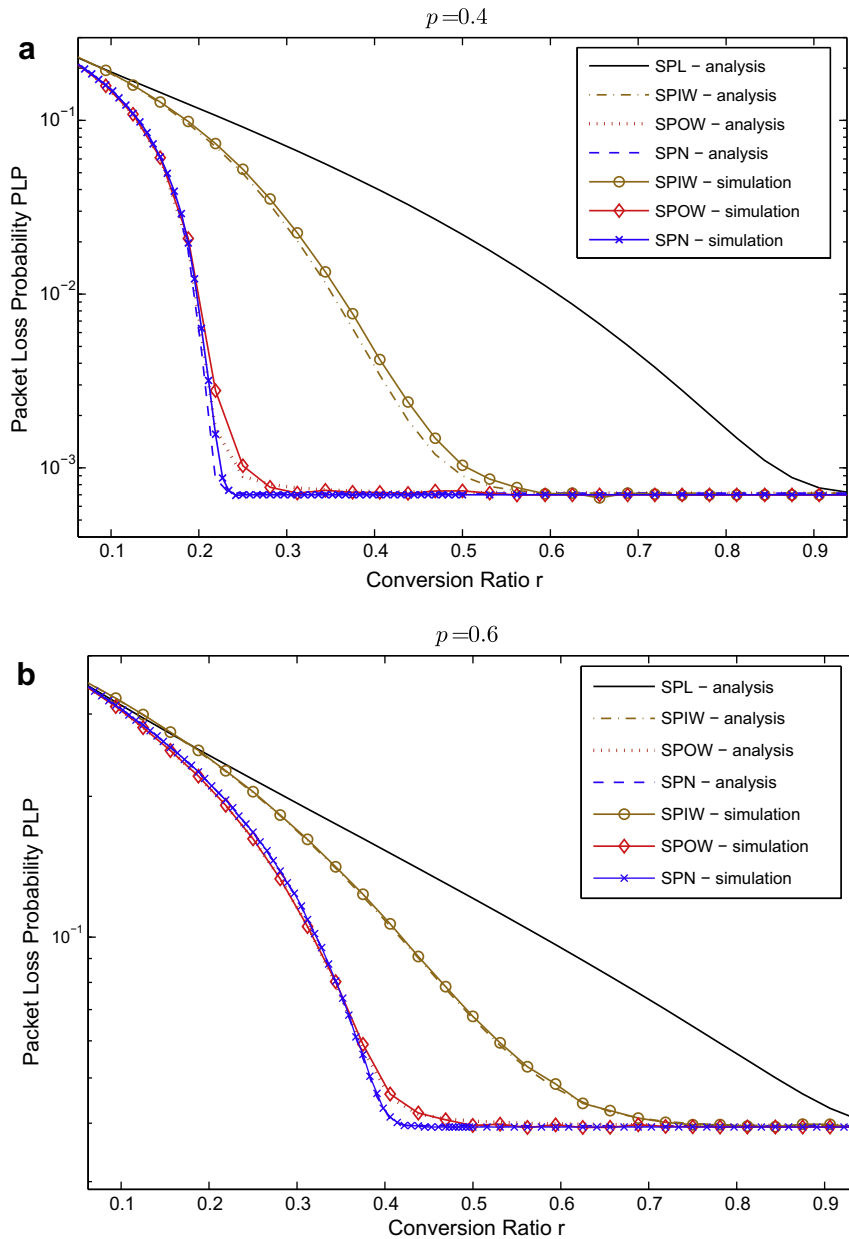 a
p=0.4
Packet Loss Probability PLP
10^-1
10^-2
10^-3
SPL – analysis
SPIW – analysis
SPOW – analysis
SPN – analysis
SPIW – simulation
SPOW – simulation
SPN – simulation
0.1 0.2 0.3 0.4 0.5 0.6 0.7 0.8 0.9
Conversion Ratio r
b
p=0.6
Packet Loss Probability PLP
10^-1
SPL – analysis
SPIW – analysis
SPOW – analysis
SPN – analysis
SPIW – simulation
SPOW – simulation
SPN – simulation
0.1 0.2 0.3 0.4 0.5 0.6 0.7 0.8 0.9
Conversion Ratio r